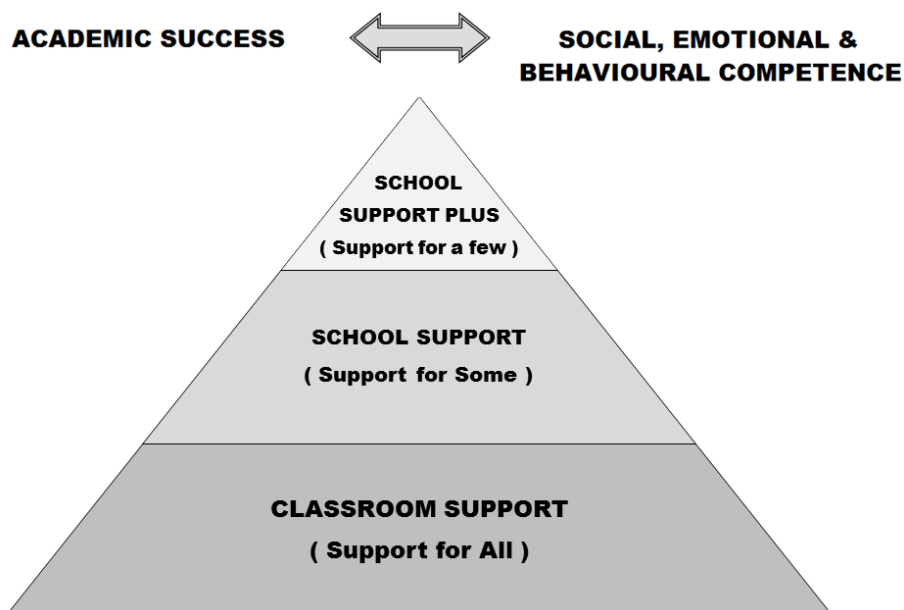 ACADEMIC SUCCESS
SOCIAL, EMOTIONAL &
BEHAVIOURAL COMPETENCE
SCHOOL
SUPPORT PLUS
( Support for a few )
SCHOOL SUPPORT
( Support for Some )
CLASSROOM SUPPORT
( Support for All )